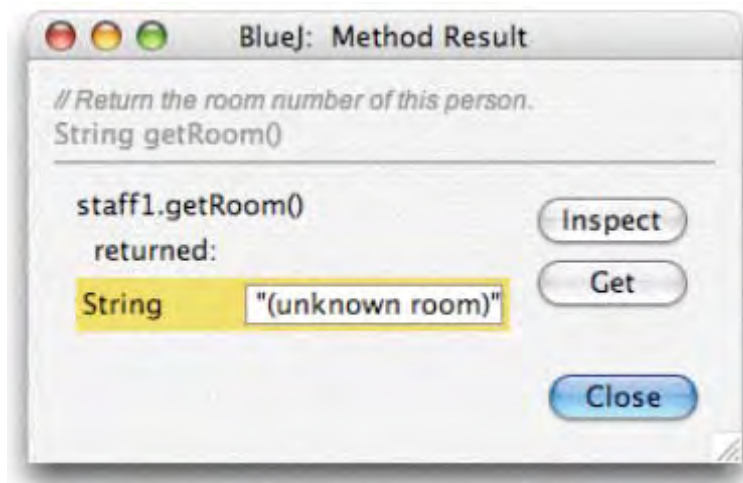 BlueJ: Method Result
// Return the room number of this person.
String getRoom()
staff1.getRoom()
returned:
String "(unknown room)"
Inspect
Get
Close